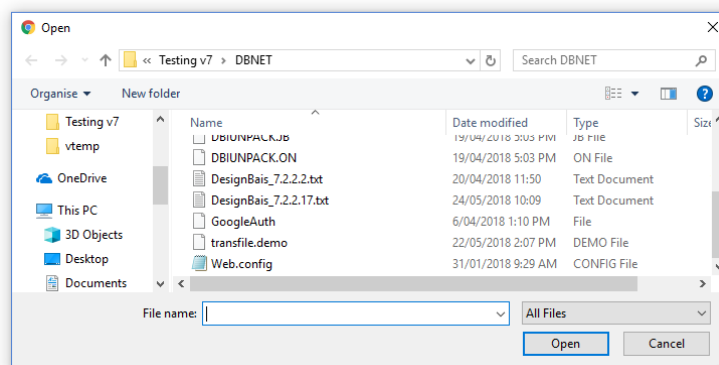 Open
« Testing v7 > DBNET Search DBNET
Organise New folder
Testing v7
vtemp
OneDrive
This PC
3D Objects
Desktop
Documents
Name Date modified Type Size
DBIUNPACK.JB 19/04/2018 5:03 PM JB File
DBIUNPACK.ON 19/04/2018 5:03 PM ON File
DesignBais_7.2.2.2.txt 20/04/2018 11:50 Text Document
DesignBais_7.2.2.17.txt 24/05/2018 10:09 Text Document
GoogleAuth 6/04/2018 1:10 PM File
transfile.demo 22/05/2018 2:07 PM DEMO File
Web.config 31/01/2018 9:29 AM CONFIG File
File name: All Files
Open Cancel